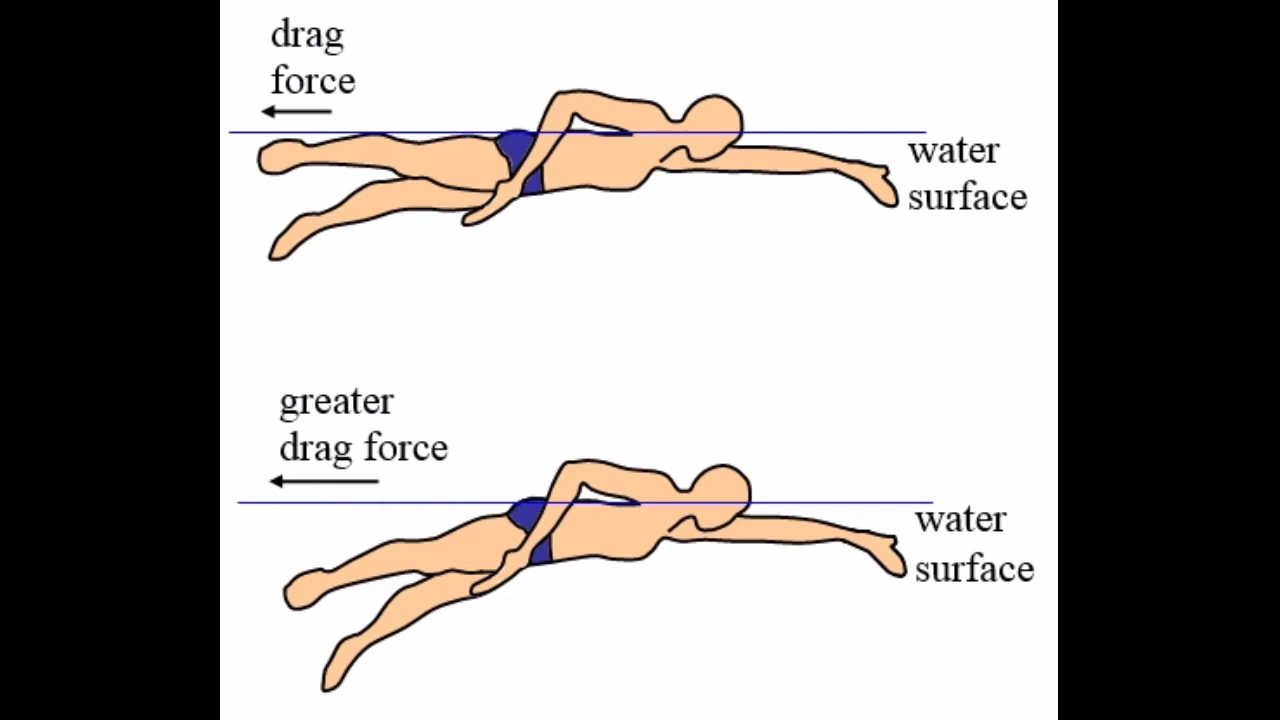 drag
force
water
surface
greater
drag force
water
surface